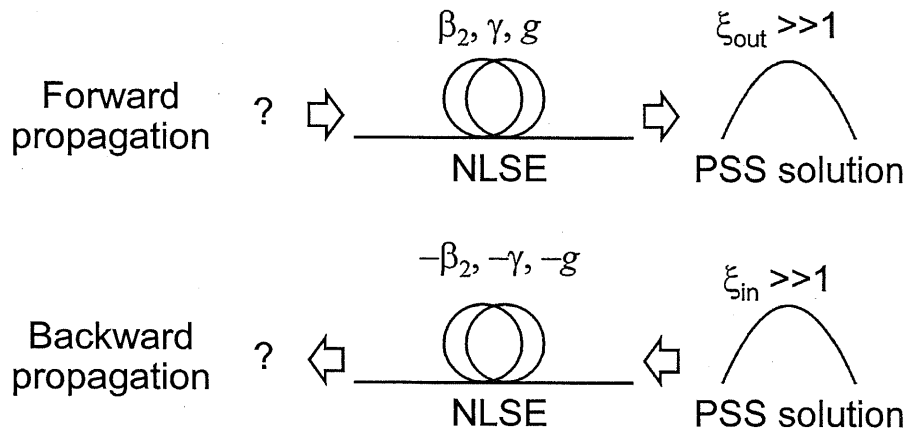 β₂, γ, g
ξout >>1
Forward
propagation
?
NLSE
PSS solution
–β₂, –γ, –g
ξin >>1
Backward
propagation
?
NLSE
PSS solution